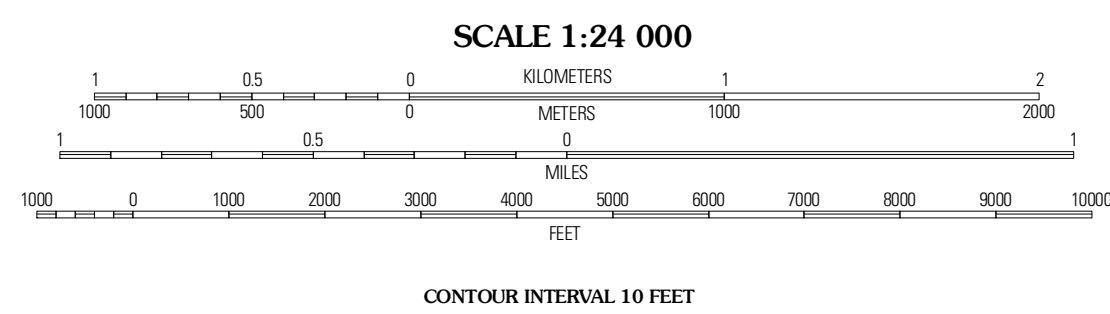 SCALE 1:24 000
1 0.5 0 KILOMETERS 1 2
1000 500 0 METERS 1000 2000
1 0.5 0 1
MILES
1000 0 1000 2000 3000 4000 5000 6000 7000 8000 9000 10000
FEET
CONTOUR INTERVAL 10 FEET